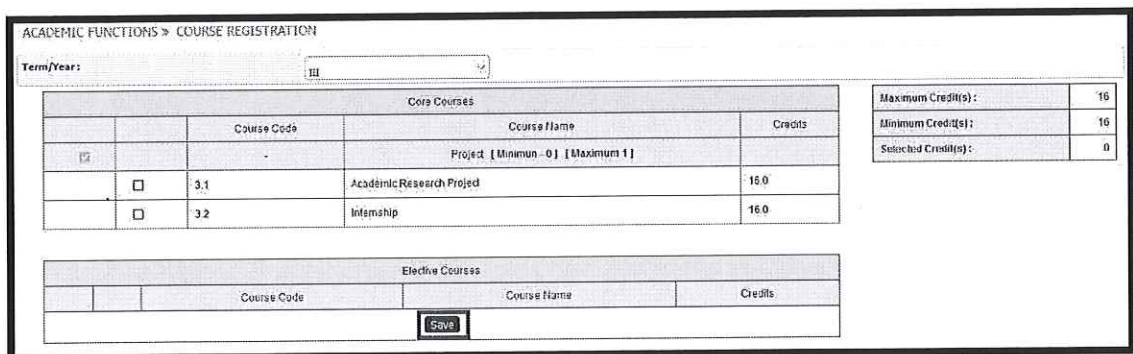 ACADEMIC FUNCTIONS » COURSE REGISTRATION
Term/Year: III
Core Courses
Course Code Course Name Credits
- Project [ Minimun - 0 ] [ Maximum 1 ]
3.1 Academic Research Project 16.0
3.2 Internship 16.0
Maximum Credit(s) : 16
Minimum Credit(s) : 16
Selected Credit(s) : 0
Elective Courses
Course Code Course Name Credits
Save